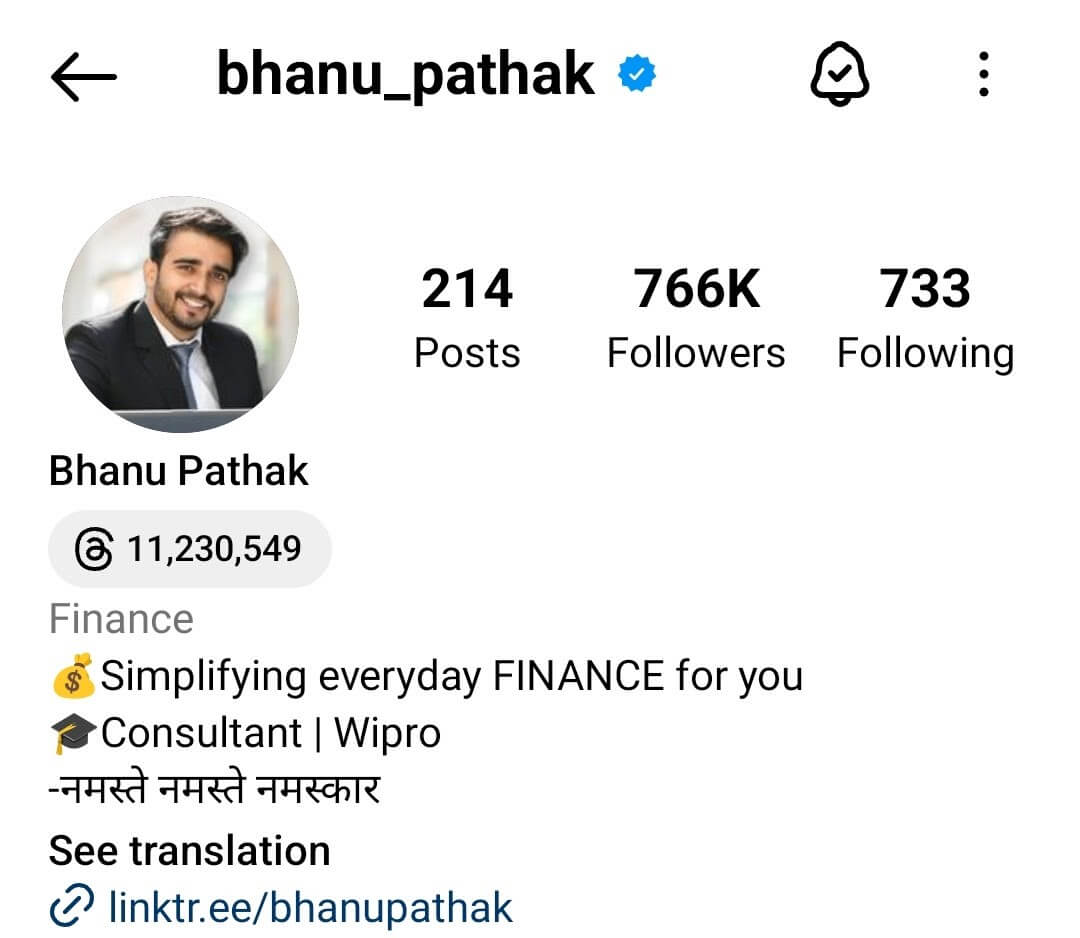 bhanu_pathak
214 766K 733
Posts Followers Following
Bhanu Pathak
11,230,549
Finance
💰Simplifying everyday FINANCE for you
🎓Consultant | Wipro
-नमस्ते नमस्ते नमस्कार
See translation
linktr.ee/bhanupathak